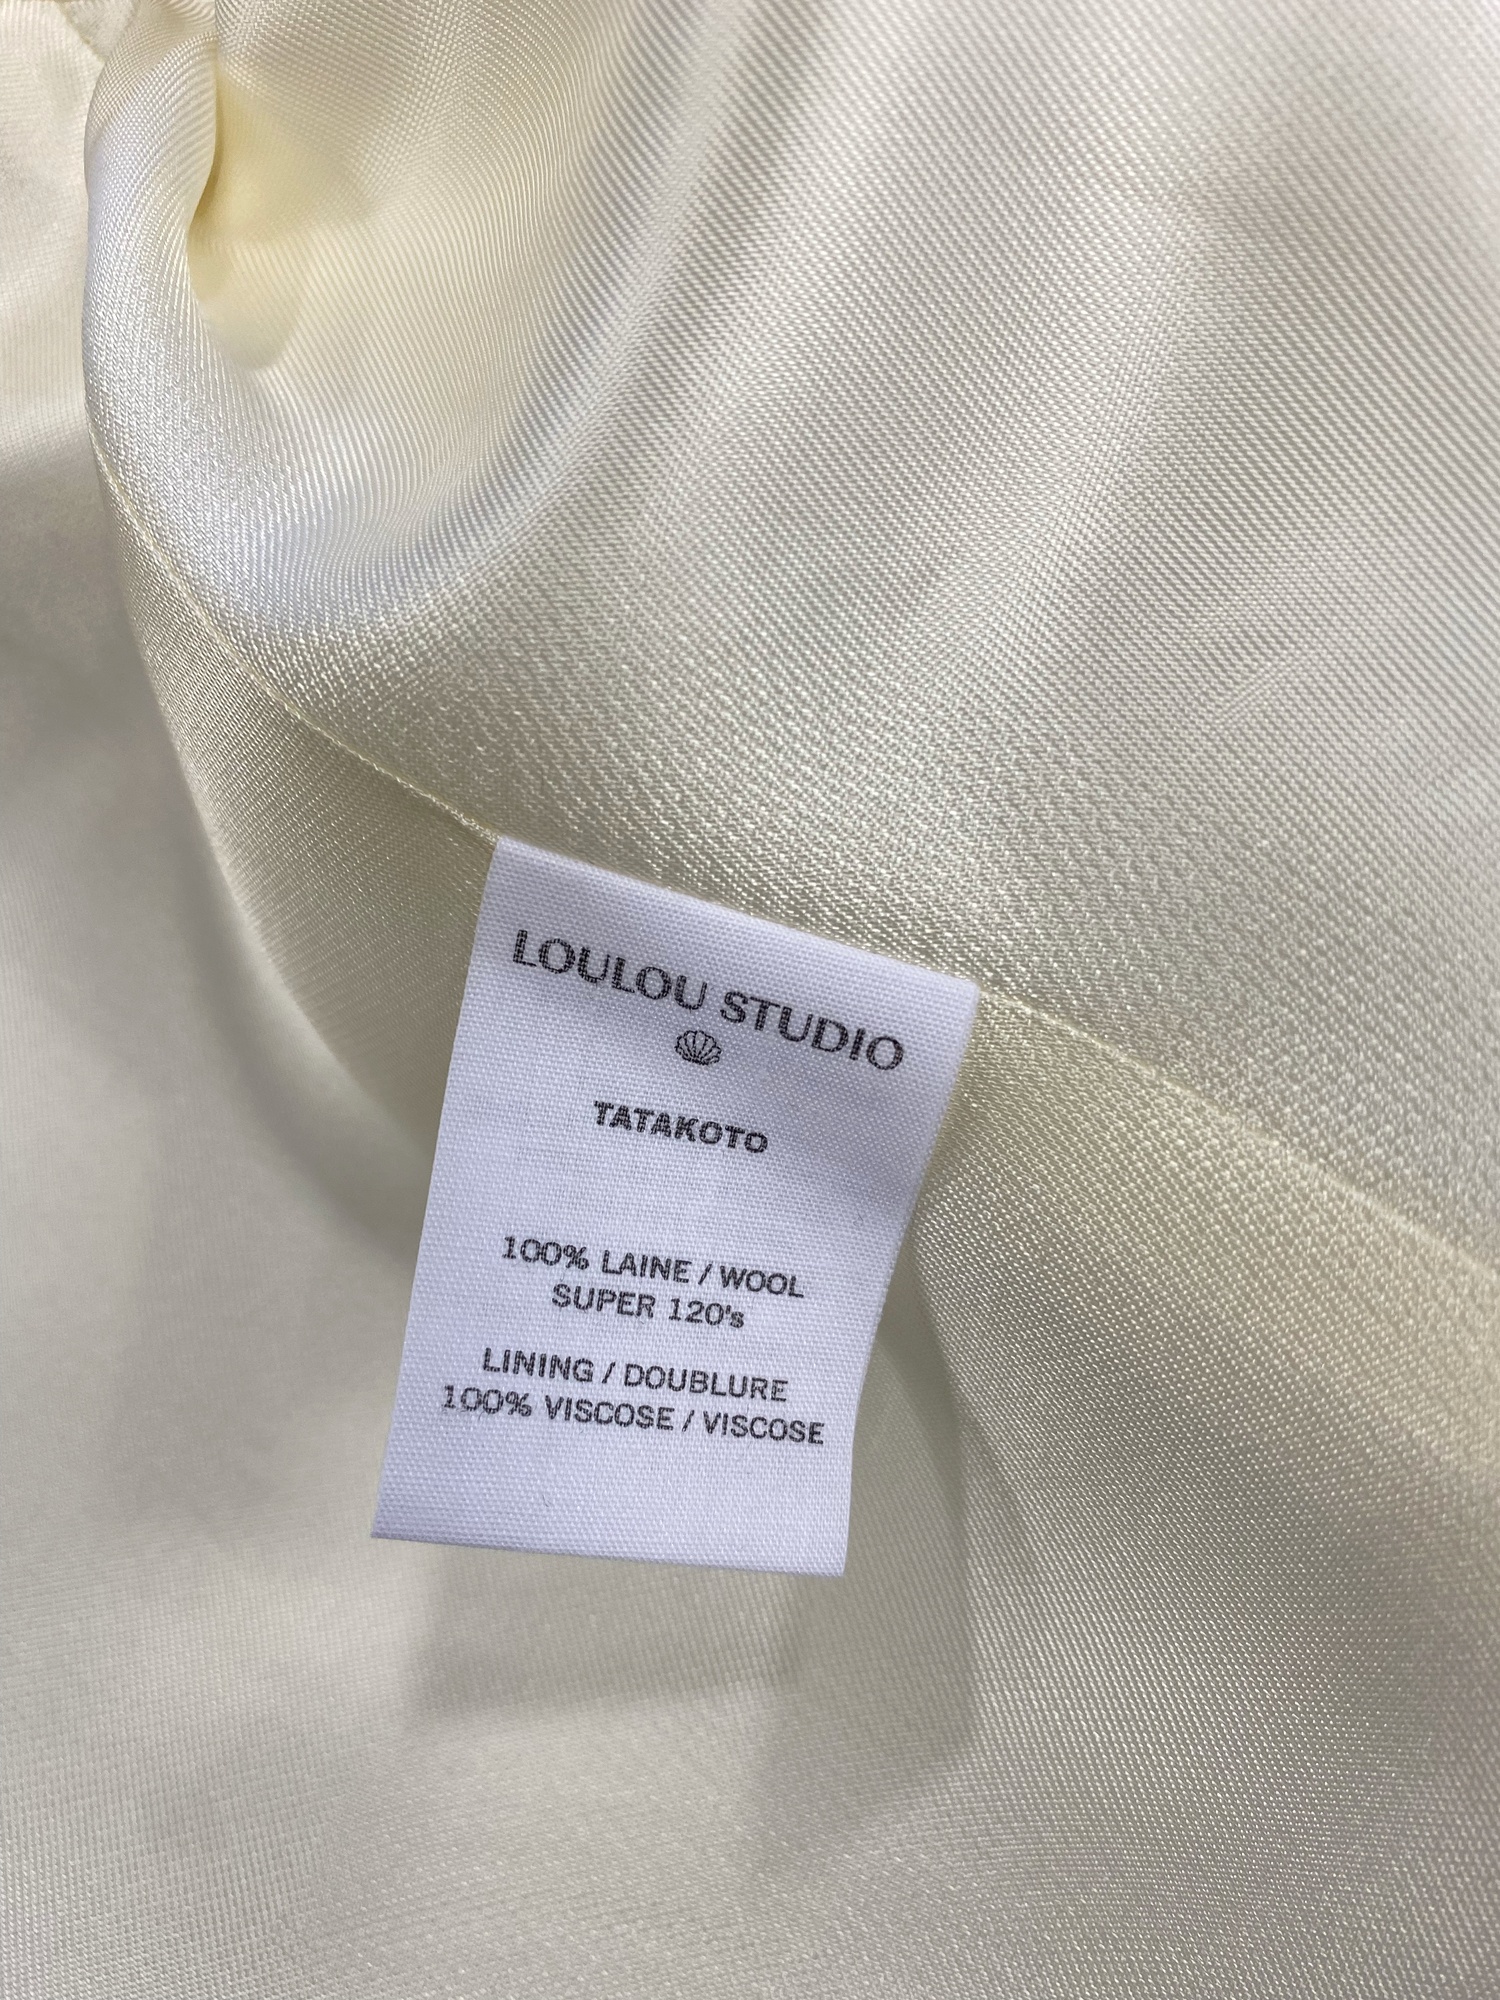 LOULOU STUDIO
TATAKOTO
100% LAINE / WOOL
SUPER 120's
LINING / DOUBLURE
100% VISCOSE / VISCOSE